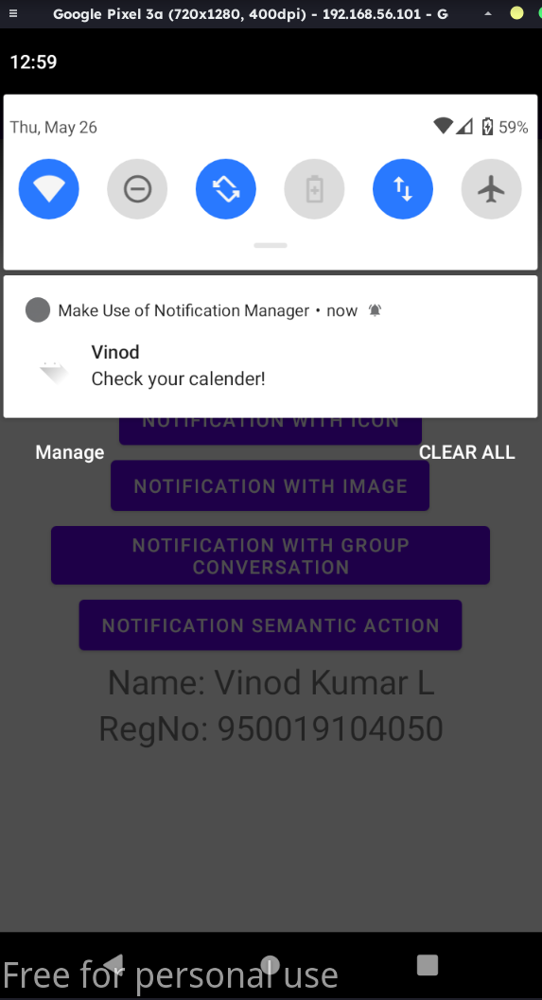 Google Pixel 3a (720x1280, 400dpi) - 192.168.56.101 - G
12:59
Thu, May 26
59%
Make Use of Notification Manager • now
Vinod
Check your calender!
NOTIFICATION WITH ICON
Manage
CLEAR ALL
NOTIFICATION WITH IMAGE
NOTIFICATION WITH GROUP
CONVERSATION
NOTIFICATION SEMANTIC ACTION
Name: Vinod Kumar L
RegNo: 950019104050
Free for personal use